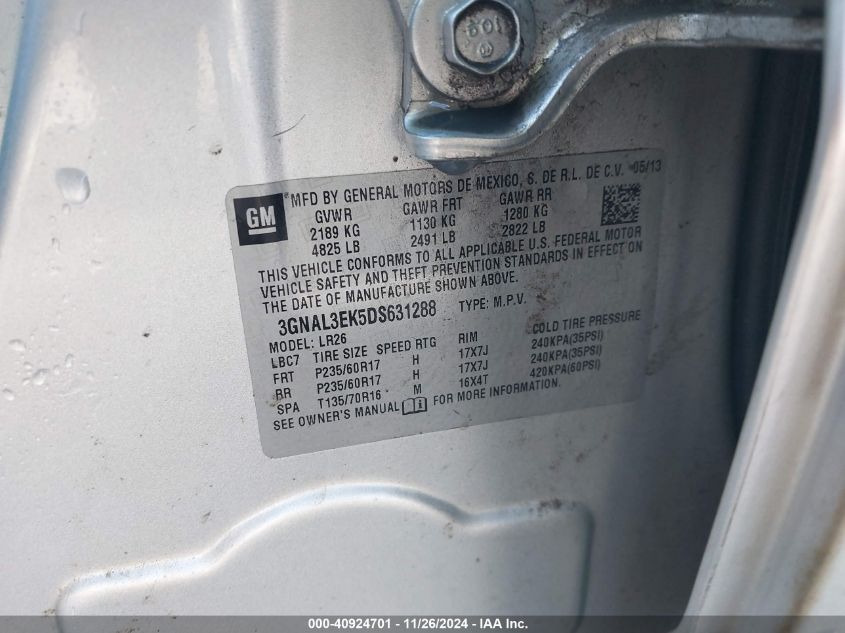 GM
MFD BY GENERAL MOTORS DE MEXICO, S. DE R.L. DE C.V. 05/13
GVWR GAWR FRT GAWR RR
2189 KG 1130 KG 1280 KG
4825 LB 2491 LB 2822 LB
THIS VEHICLE CONFORMS TO ALL APPLICABLE U.S. FEDERAL MOTOR
VEHICLE SAFETY AND THEFT PREVENTION STANDARDS IN EFFECT ON
THE DATE OF MANUFACTURE SHOWN ABOVE.
3GNAL3EK5DS631288 TYPE: M.P.V.
MODEL: LR26
LBC7 TIRE SIZE SPEED RTG RIM COLD TIRE PRESSURE
FRT P235/60R17 H 17X7J 240KPA(35PSI)
RR P235/60R17 H 17X7J 240KPA(35PSI)
SPA T135/70R16 M 16X4T 420KPA(60PSI)
SEE OWNER'S MANUAL FOR MORE INFORMATION.
000-40924701 - 11/26/2024 - IAA Inc.